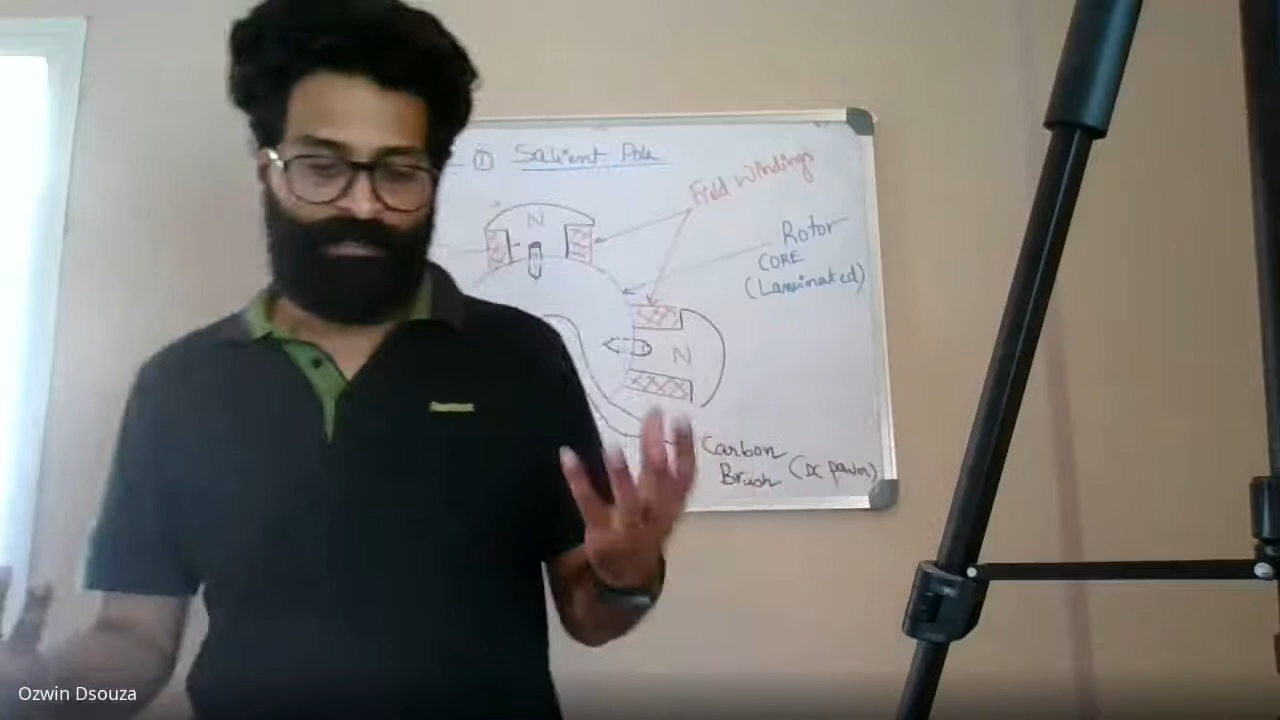 ① Salient Pole
Field Windings
N
Rotor
CORE
(Laminated)
N
Carbon
Brush (DC power)
Ozwin Dsouza